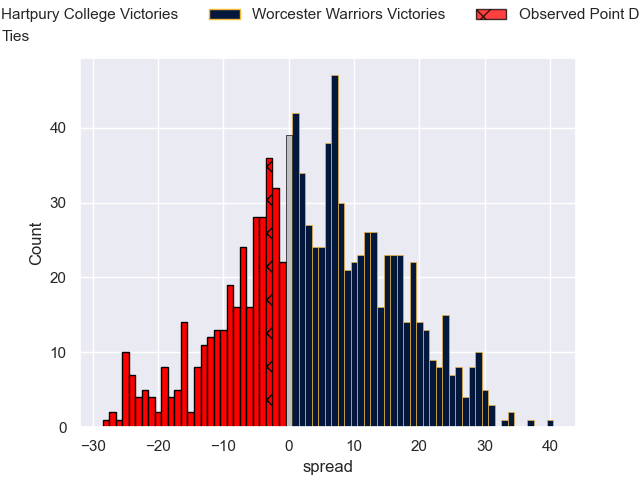 Hartpury College Victories Worcester Warriors Victories Observed Point D
Ties
Count
40
30
20
10
0
−30 −20 −10 0 10 20 30 40
spread